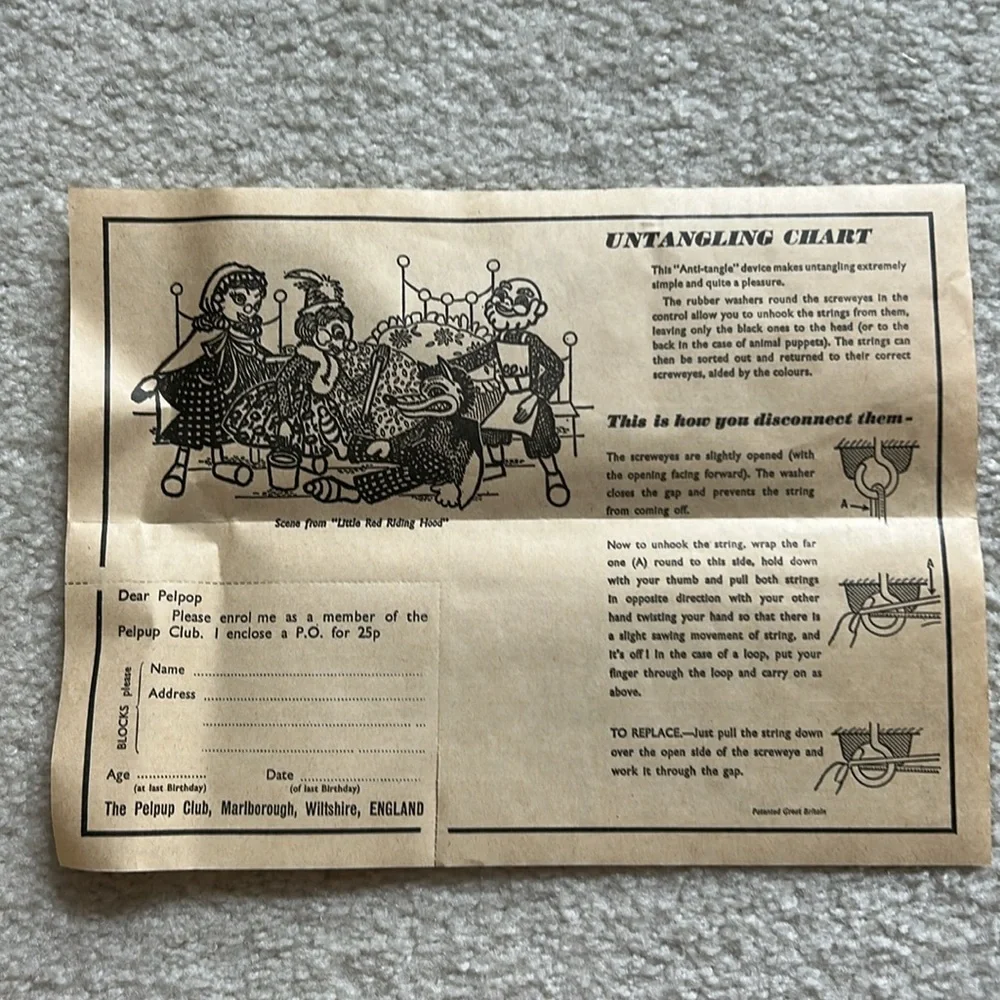 UNTANGLING CHART
This "Anti-tangle" device makes untangling extremely
simple and quite a pleasure.
The rubber washers round the screweyes in the
control allow you to unhook the strings from them,
leaving only the black ones to the head (or to the
back in the case of animal puppets). The strings can
then be sorted out and returned to their correct
screweyes, aided by the colours.
This is how you disconnect them-
The screweyes are slightly opened (with
the opening facing forward). The washer
closes the gap and prevents the string
from coming off.
A
Now to unhook the string, wrap the far
one (A) round to this side, hold down
with your thumb and pull both strings
in opposite direction with your other
hand twisting your hand so that there is
a slight sawing movement of string, and
it's off! In the case of a loop, put your
finger through the loop and carry on as
above.
A
TO REPLACE.—Just pull the string down
over the open side of the screweye and
work it through the gap.
Patented Great Britain
Scene from "Little Red Riding Hood"
Dear Pelpop
Please enrol me as a member of the
Pelpup Club. I enclose a P.O. for 25p
BLOCKS please
Name
Address
Age
(at last Birthday)
Date
(of last Birthday)
The Pelpup Club, Marlborough, Wiltshire, ENGLAND